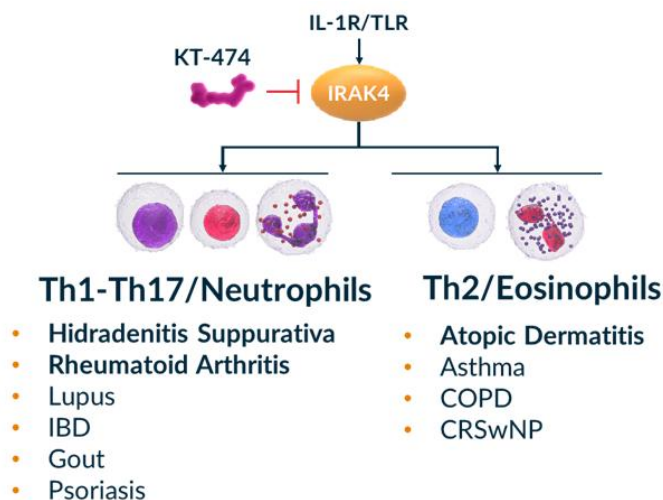 IL-1R/TLR
KT-474
IRAK4
Th1-Th17/Neutrophils
• Hidradenitis Suppurativa
• Rheumatoid Arthritis
• Lupus
• IBD
• Gout
• Psoriasis
Th2/Eosinophils
• Atopic Dermatitis
• Asthma
• COPD
• CRSwNP